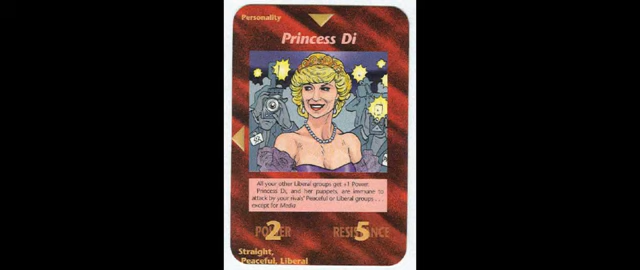 Personality
Princess Di
All your other Liberal groups get +1 Power.
Princess Di, and her puppets, are immune to
attack by your rivals' Peaceful or Liberal groups . . .
except for Media.
POWER 2 RESISTANCE 5
Straight,
Peaceful, Liberal